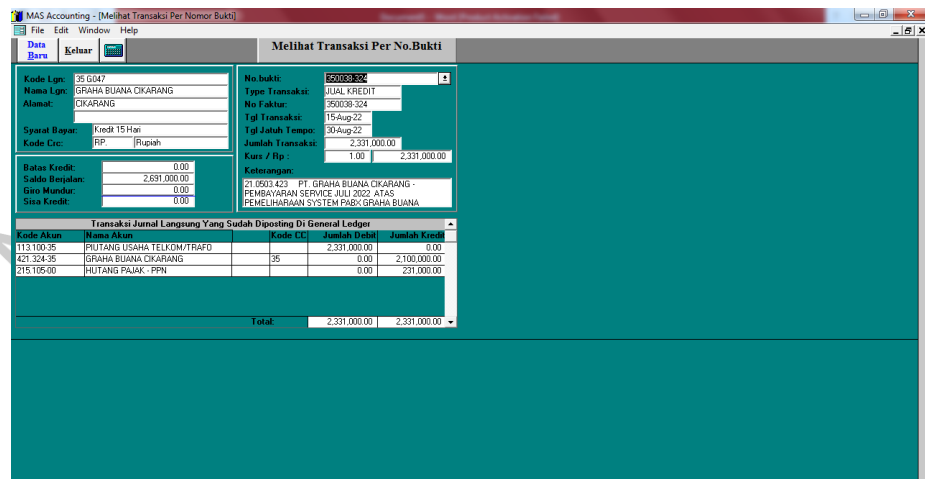 MAS Accounting - [Melihat Transaksi Per Nomor Bukti]
File Edit Window Help
Data Baru Keluar
Melihat Transaksi Per No.Bukti
Kode Lgn: 35 G047
Nama Lgn: GRAHA BUANA CIKARANG
Alamat: CIKARANG
Syarat Bayar: Kredit 15 Hari
Kode Crc: RP. Rupiah
Batas Kredit: 0.00
Saldo Berjalan: 2,691,000.00
Giro Mundur: 0.00
Sisa Kredit: 0.00
No.bukti: 350038-324
Type Transaksi: JUAL KREDIT
No Faktur: 350038-324
Tgl Transaksi: 15-Aug-22
Tgl Jatuh Tempo: 30-Aug-22
Jumlah Transaksi: 2,331,000.00
Kurs / Rp : 1.00 2,331,000.00
Keterangan:
21.0503.423 PT. GRAHA BUANA CIKARANG -
PEMBAYARAN SERVICE JULI 2022 ATAS
PEMELIHARAAN SYSTEM PABX GRAHA BUANA
Transaksi Jurnal Langsung Yang Sudah Diposting Di General Ledger
Kode Akun Nama Akun Kode CC Jumlah Debit Jumlah Kredit
113.100-35 PIUTANG USAHA TELKOM/TRAFO 2,331,000.00 0.00
421.324-35 GRAHA BUANA CIKARANG 35 0.00 2,100,000.00
215.105-00 HUTANG PAJAK - PPN 0.00 231,000.00
Total: 2,331,000.00 2,331,000.00